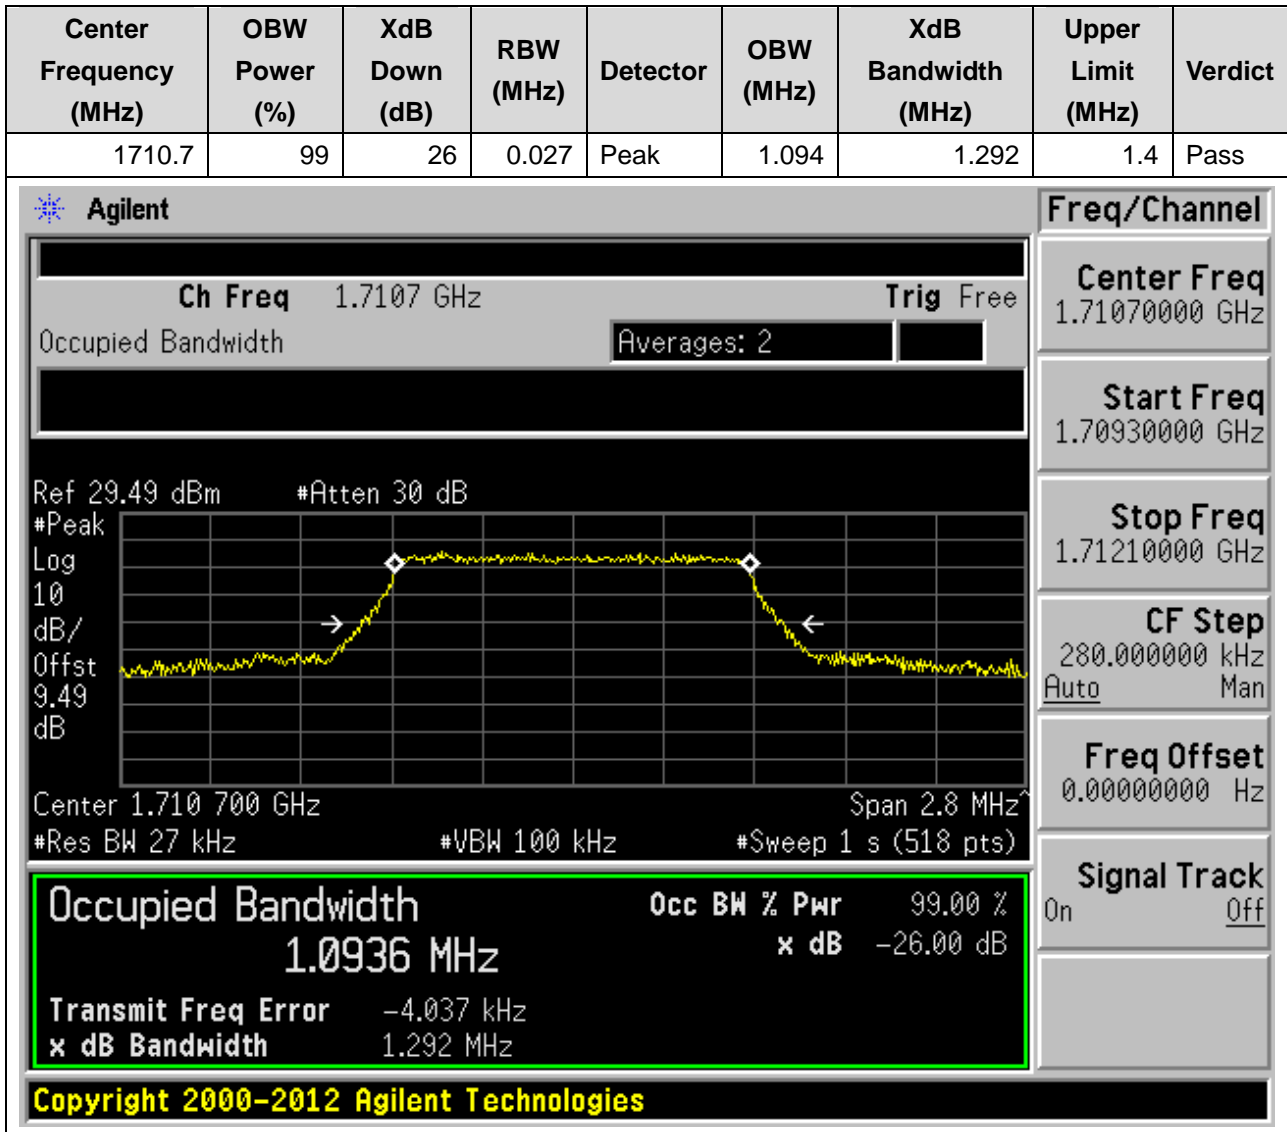 Center Frequency (MHz) OBW Power (%) XdB Down (dB) RBW (MHz) Detector OBW (MHz) XdB Bandwidth (MHz) Upper Limit (MHz) Verdict
1710.7 99 26 0.027 Peak 1.094 1.292 1.4 Pass
Agilent
Freq/Channel
Ch Freq 1.7107 GHz Trig Free
Occupied Bandwidth Averages: 2
Center Freq
1.71070000 GHz
Start Freq
1.70930000 GHz
Stop Freq
1.71210000 GHz
CF Step
280.000000 kHz
Auto Man
Freq Offset
0.00000000 Hz
Signal Track
On Off
Ref 29.49 dBm #Atten 30 dB
#Peak
Log
10
dB/
Offst
9.49
dB
Center 1.710 700 GHz Span 2.8 MHz^
#Res BW 27 kHz #VBW 100 kHz #Sweep 1 s (518 pts)
Occupied Bandwidth Occ BW % Pwr 99.00 %
1.0936 MHz x dB -26.00 dB
Transmit Freq Error -4.037 kHz
x dB Bandwidth 1.292 MHz
Copyright 2000-2012 Agilent Technologies